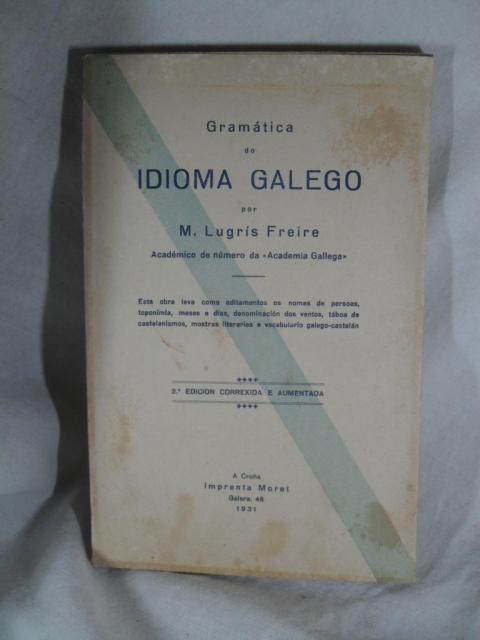 Gramática
do
IDIOMA GALEGO
por
M. Lugrís Freire
Académico de número da «Academia Gallega»
Esta obra leva como aditamentos os nomes de persoas,
toponimia, meses e días, denominación dos ventos, táboa de
castelanismos, mostras literarias e vocabulario galego-castelán
2.ª EDICION CORREXIDA E AUMENTADA
A Cruña
Imprenta Moret
Galera, 48
1931